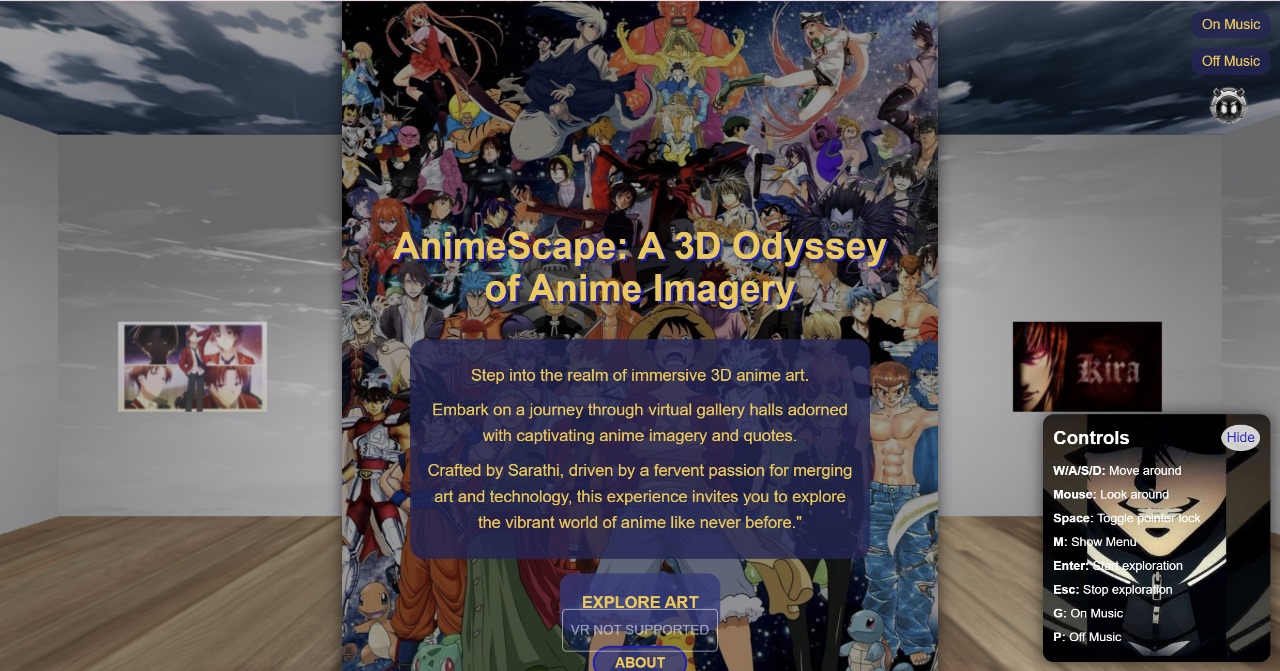 On Music
Off Music
AnimeScape: A 3D Odyssey
of Anime Imagery
Step into the realm of immersive 3D anime art.
Embark on a journey through virtual gallery halls adorned
with captivating anime imagery and quotes.
Crafted by Sarathi, driven by a fervent passion for merging
art and technology, this experience invites you to explore
the vibrant world of anime like never before."
EXPLORE ART
VR NOT SUPPORTED
ABOUT
Kira
Controls
Hide
W/A/S/D: Move around
Mouse: Look around
Space: Toggle pointer lock
M: Show Menu
Enter: Start exploration
Esc: Stop exploration
G: On Music
P: Off Music